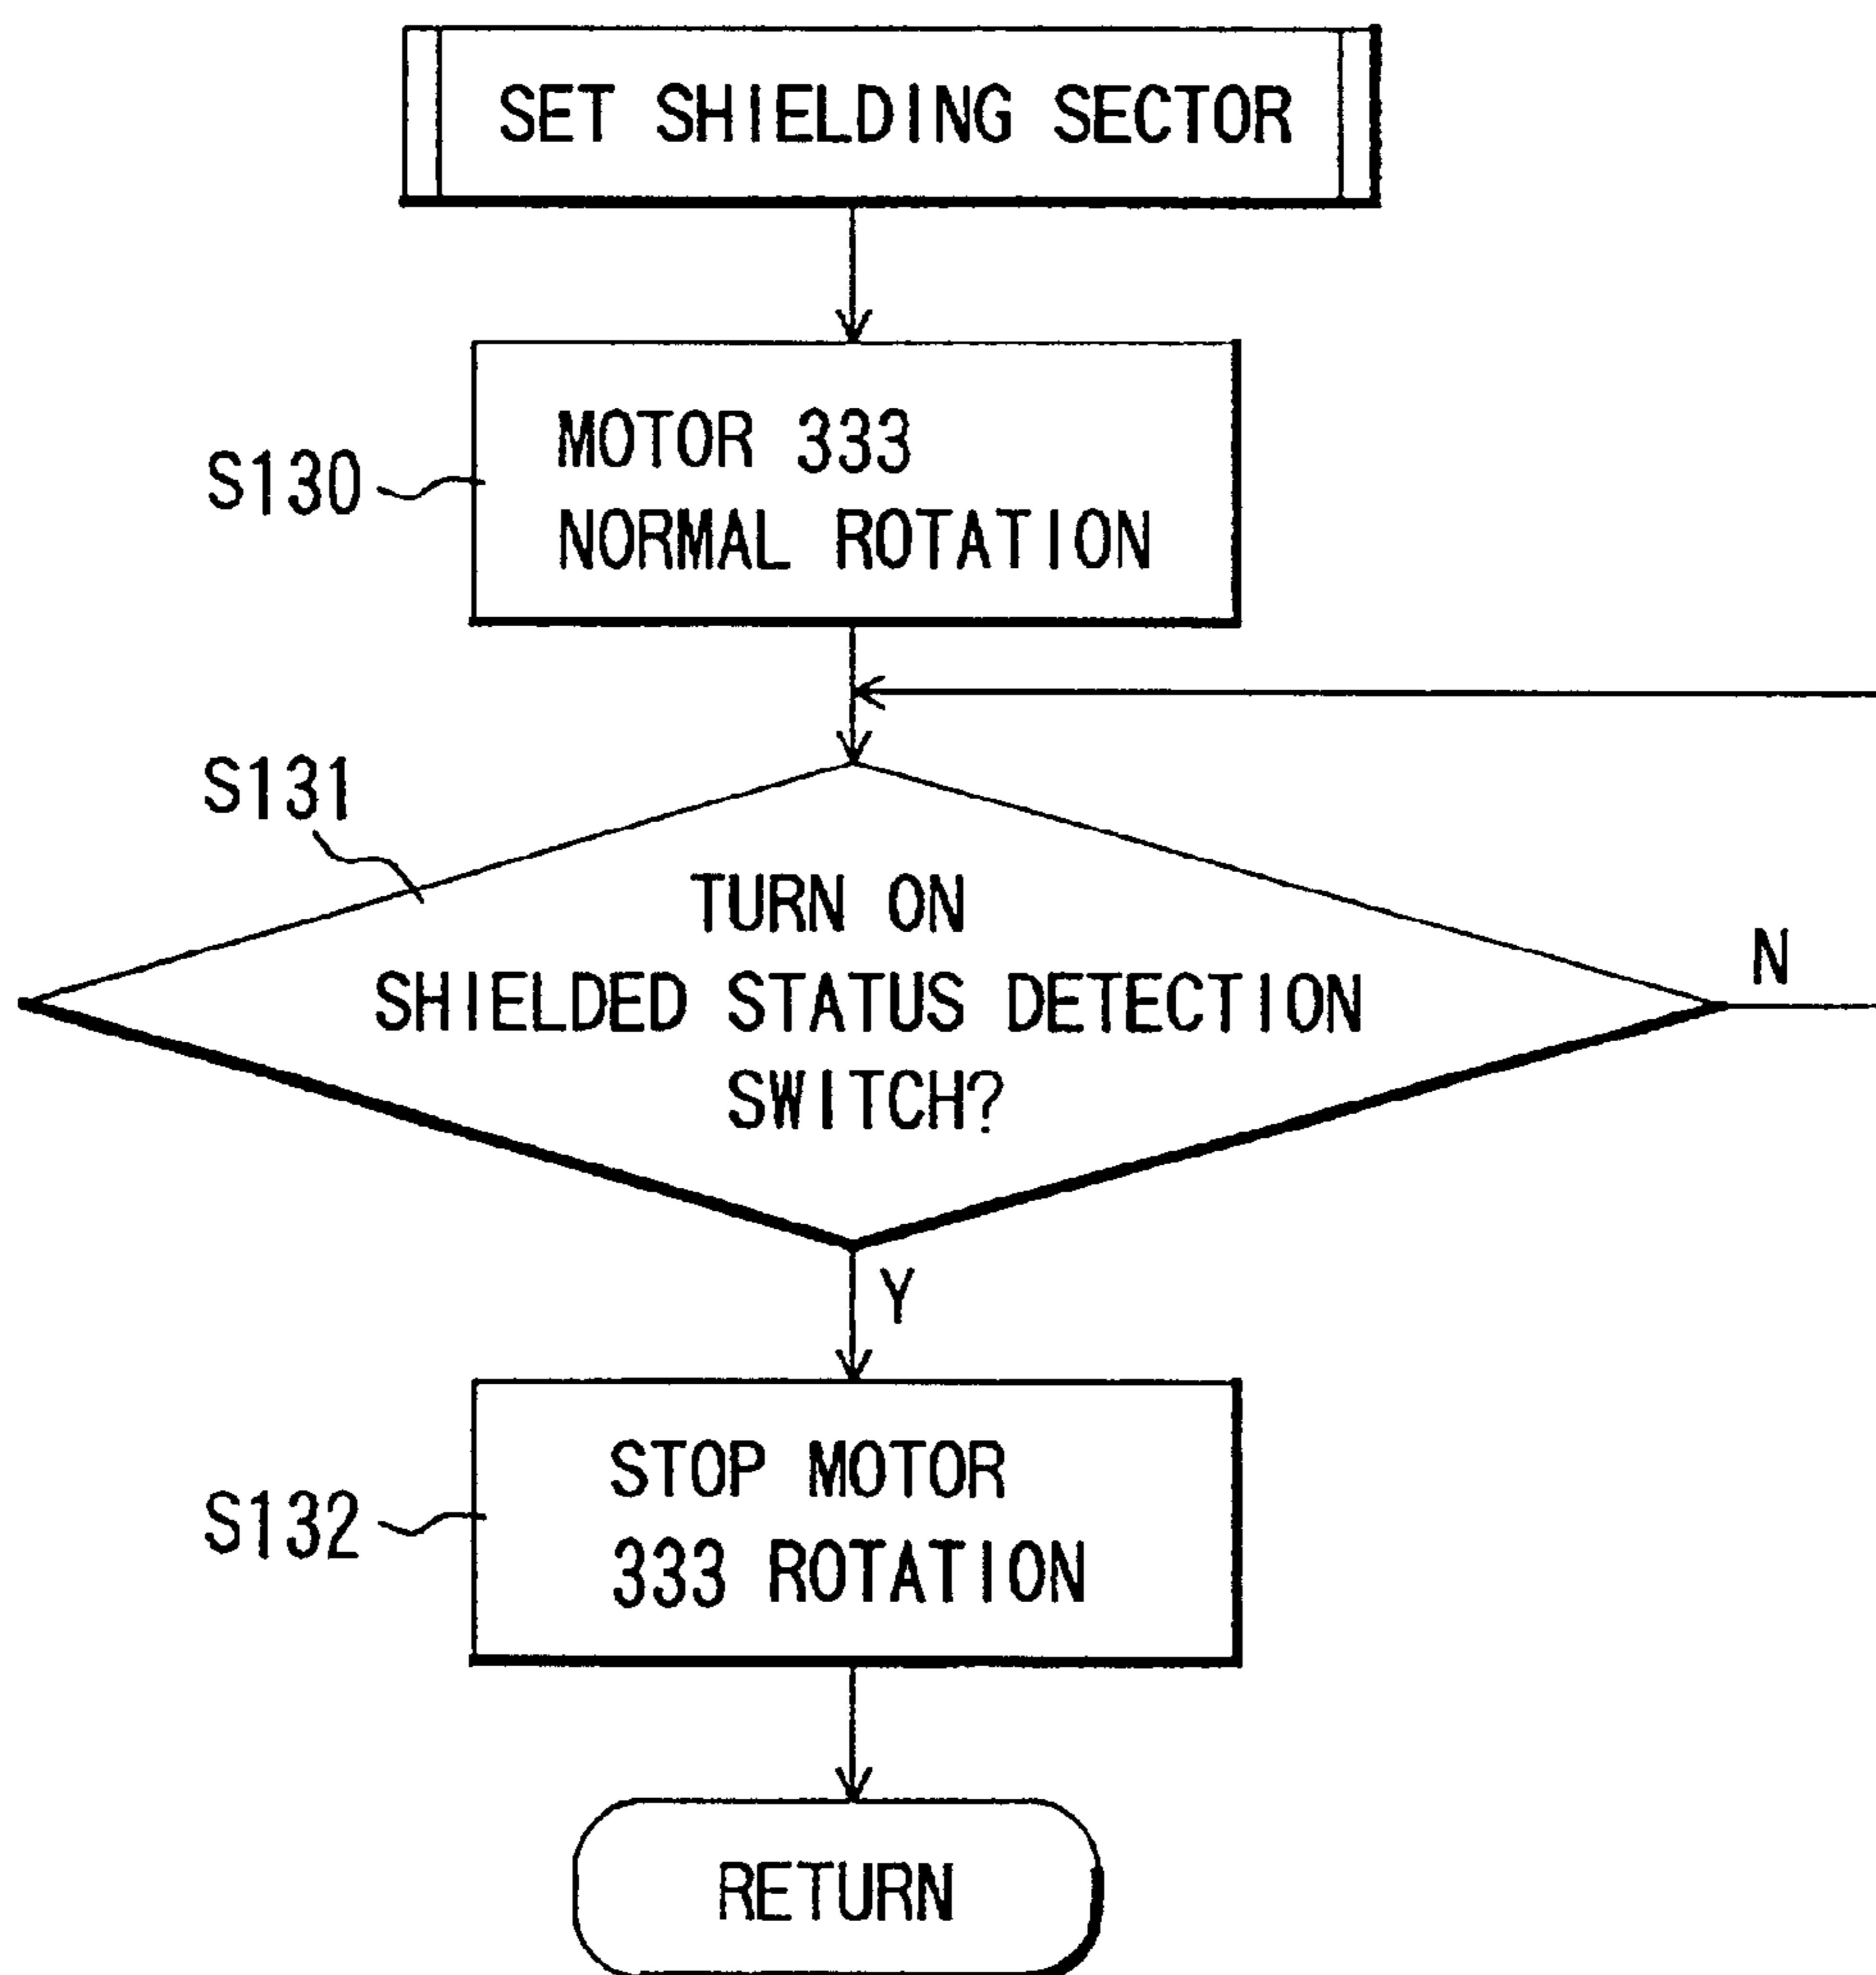 SET SHIELDING SECTOR
S130
MOTOR 333
NORMAL ROTATION
S131
TURN ON
SHIELDED STATUS DETECTION
SWITCH?
N
Y
S132
STOP MOTOR
333 ROTATION
RETURN